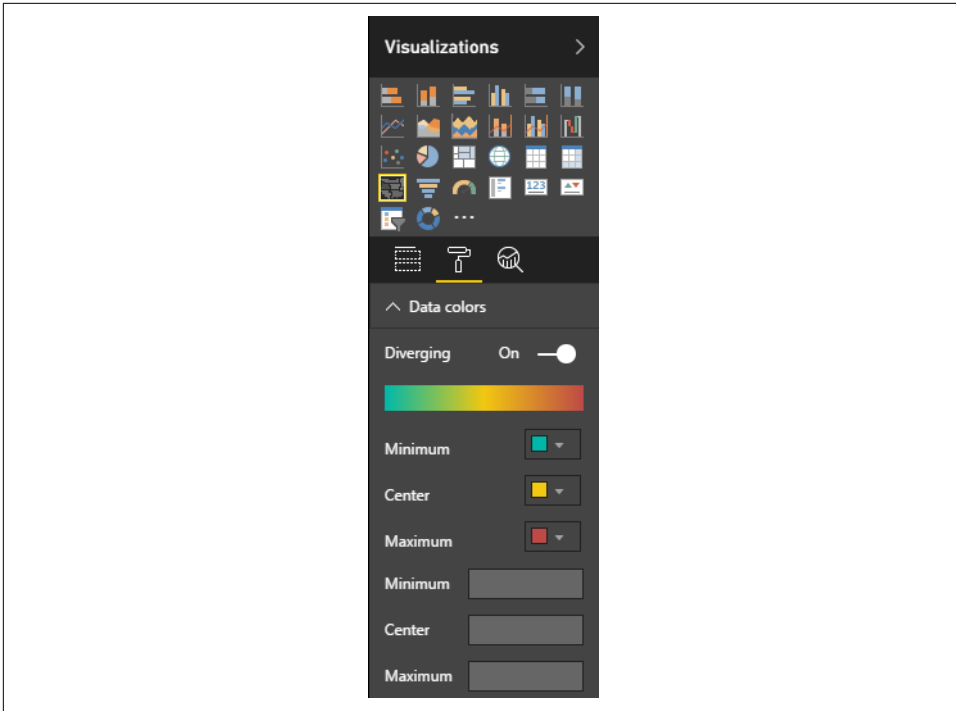 Visualizations
123
Data colors
Diverging On
Minimum
Center
Maximum
Minimum
Center
Maximum